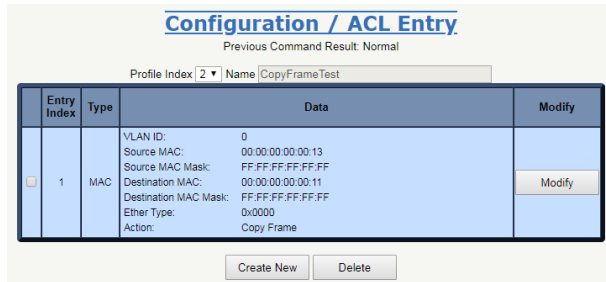 Configuration / ACL Entry
Previous Command Result: Normal
Profile Index 2 Name CopyFrameTest
Entry Index Type Data Modify
1 MAC
VLAN ID: 0
Source MAC: 00:00:00:00:00:13
Source MAC Mask: FF:FF:FF:FF:FF:FF
Destination MAC: 00:00:00:00:00:11
Destination MAC Mask: FF:FF:FF:FF:FF:FF
Ether Type: 0x0000
Action: Copy Frame
Modify
Create New Delete